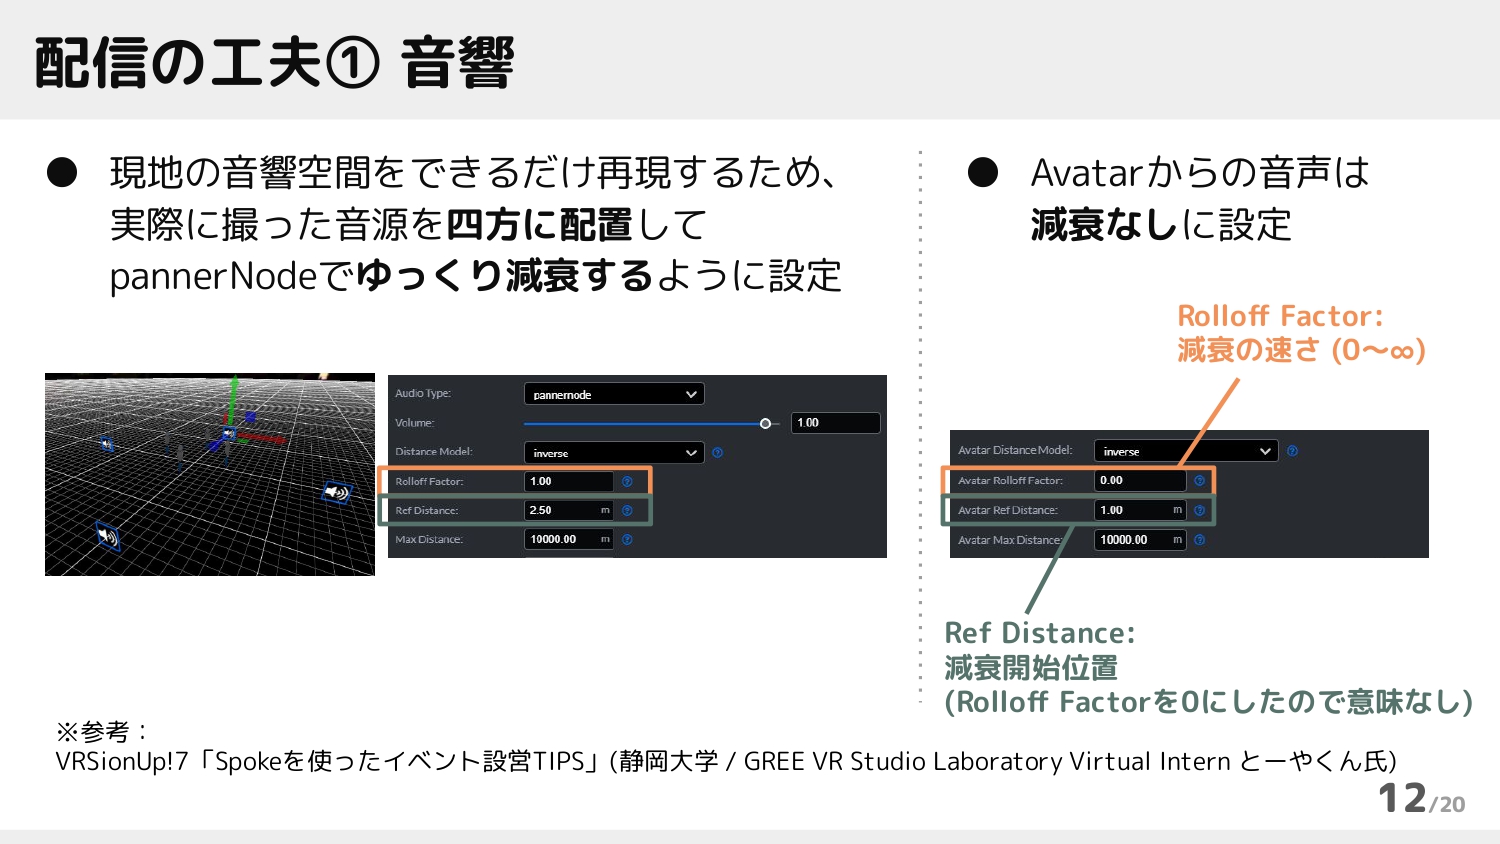 配信の工夫① 音響
● 現地の音響空間をできるだけ再現するため、
実際に撮った音源を四方に配置して
pannerNodeでゆっくり減衰するように設定
Audio Type: pannernode
Volume: 1.00
Distance Model: inverse
Rolloff Factor: 1.00
Ref Distance: 2.50 m
Max Distance: 10000.00 m
● Avatarからの音声は
減衰なしに設定
Rolloff Factor:
減衰の速さ (0〜∞)
Avatar Distance Model: inverse
Avatar Rolloff Factor: 0.00
Avatar Ref Distance: 1.00 m
Avatar Max Distance: 10000.00 m
Ref Distance:
減衰開始位置
(Rolloff Factorを0にしたので意味なし)
※参考：
VRSionUp!7「Spokeを使ったイベント設営TIPS」(静岡大学 / GREE VR Studio Laboratory Virtual Intern とーやくん氏)
12/20